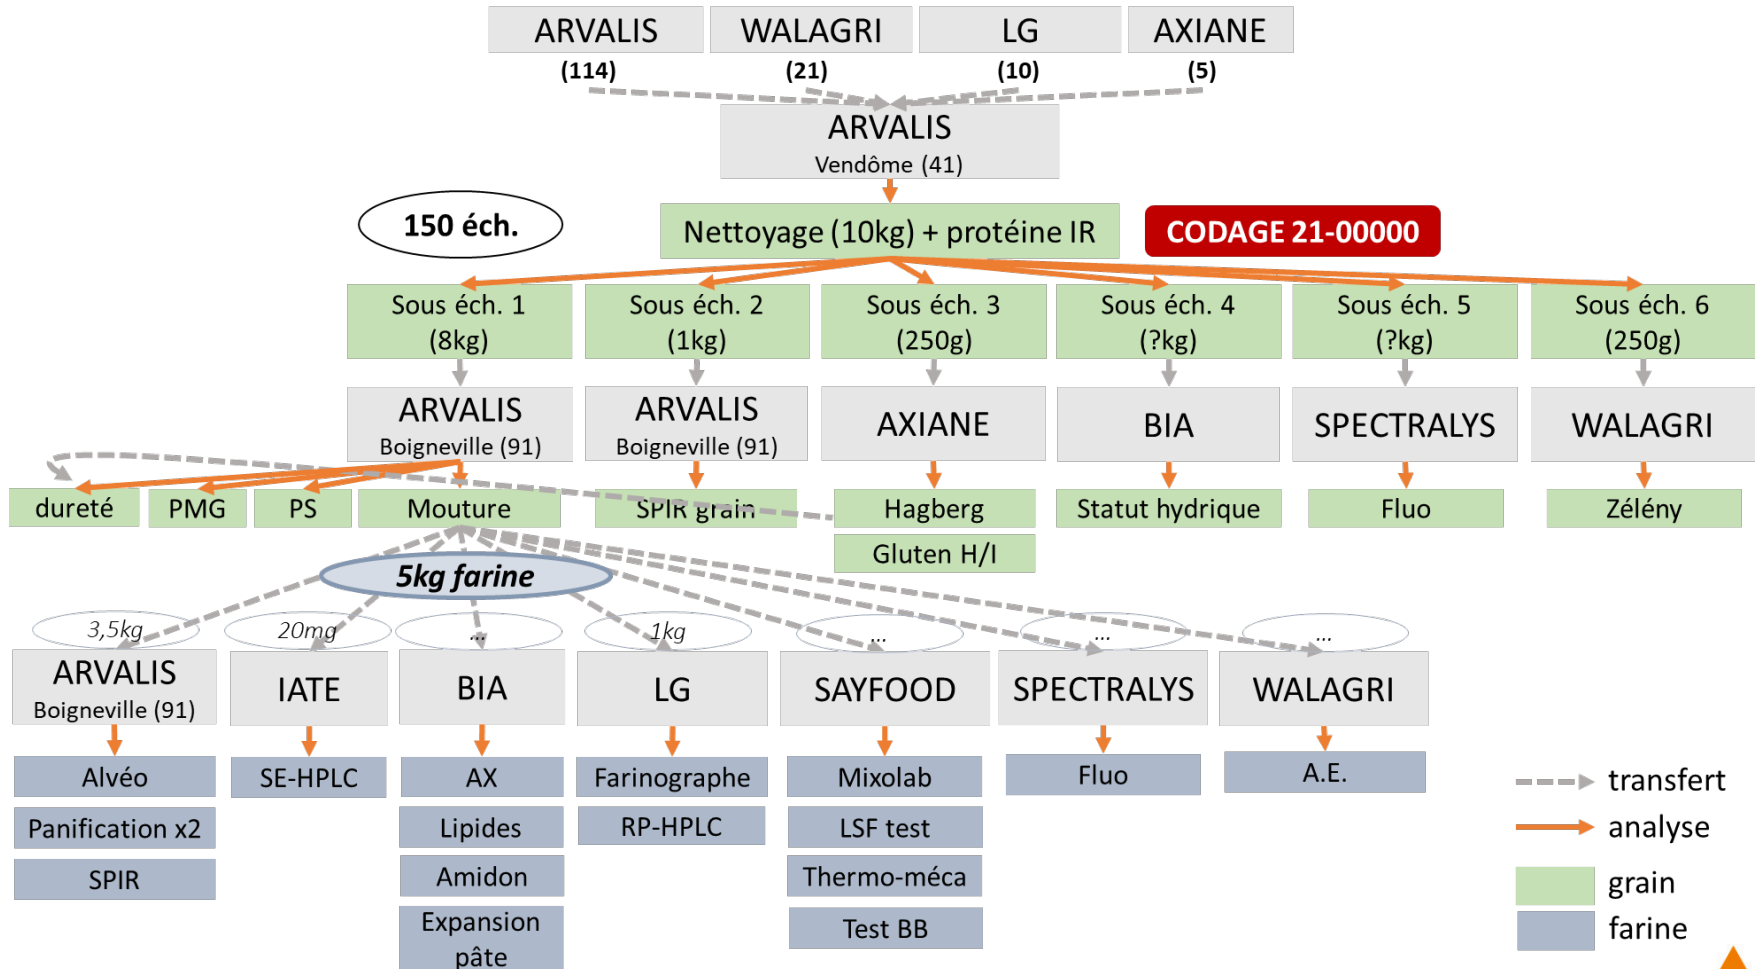 ARVALIS
WALAGRI
LG
AXIANE
(114)
(21)
(10)
(5)
ARVALIS
Vendôme (41)
150 éch.
Nettoyage (10kg) + protéine IR
CODAGE 21-00000
Sous éch. 1
(8kg)
Sous éch. 2
(1kg)
Sous éch. 3
(250g)
Sous éch. 4
(?kg)
Sous éch. 5
(?kg)
Sous éch. 6
(250g)
ARVALIS
Boigneville (91)
ARVALIS
Boigneville (91)
AXIANE
BIA
SPECTRALYS
WALAGRI
dureté
PMG
PS
Mouture
SPIR grain
Hagberg
Statut hydrique
Fluo
Zélény
Gluten H/I
5kg farine
3,5kg
20mg
...
1kg
...
...
...
ARVALIS
Boigneville (91)
IATE
BIA
LG
SAYFOOD
SPECTRALYS
WALAGRI
Alvéo
SE-HPLC
AX
Farinographe
Mixolab
Fluo
A.E.
Panification x2
Lipides
RP-HPLC
LSF test
SPIR
Amidon
Thermo-méca
Expansion
pâte
Test BB
transfert
analyse
grain
farine